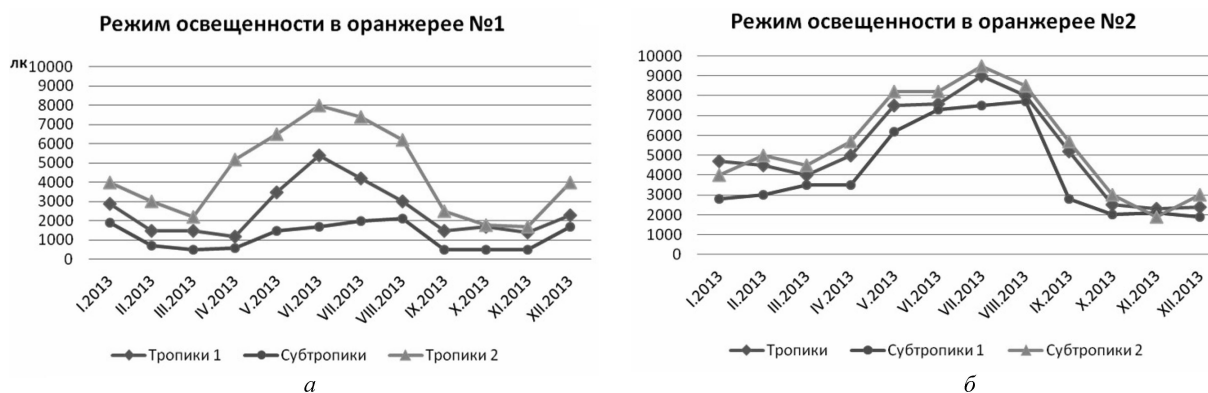 Режим освещенности в оранжерее №1
лк
10000
9000
8000
7000
6000
5000
4000
3000
2000
1000
0
I.2013
II.2013
III.2013
IV.2013
V.2013
VI.2013
VII.2013
VIII.2013
IX.2013
X.2013
XI.2013
XII.2013
Тропики 1 Субтропики Тропики 2
а
Режим освещенности в оранжерее №2
10000
9000
8000
7000
6000
5000
4000
3000
2000
1000
0
I.2013
II.2013
III.2013
IV.2013
V.2013
VI.2013
VII.2013
VIII.2013
IX.2013
X.2013
XI.2013
XII.2013
Тропики Субтропики 1 Субтропики 2
б